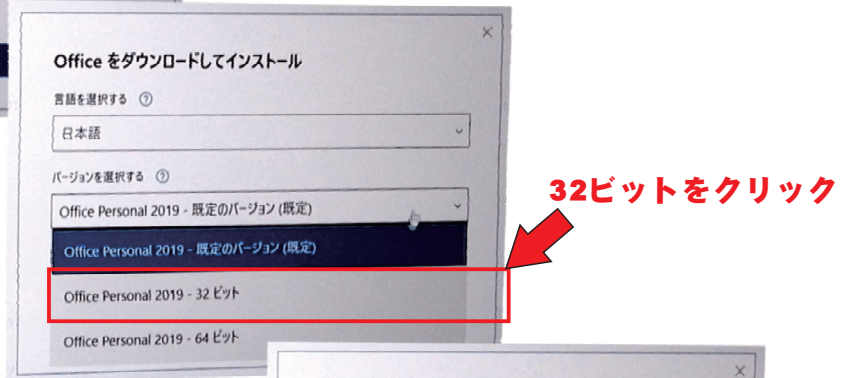 Office をダウンロードしてインストール
言語を選択する ?
日本語
バージョンを選択する ?
Office Personal 2019 - 既定のバージョン (既定)
32ビットをクリック
Office Personal 2019 - 既定のバージョン (既定)
Office Personal 2019 - 32 ビット
Office Personal 2019 - 64 ビット